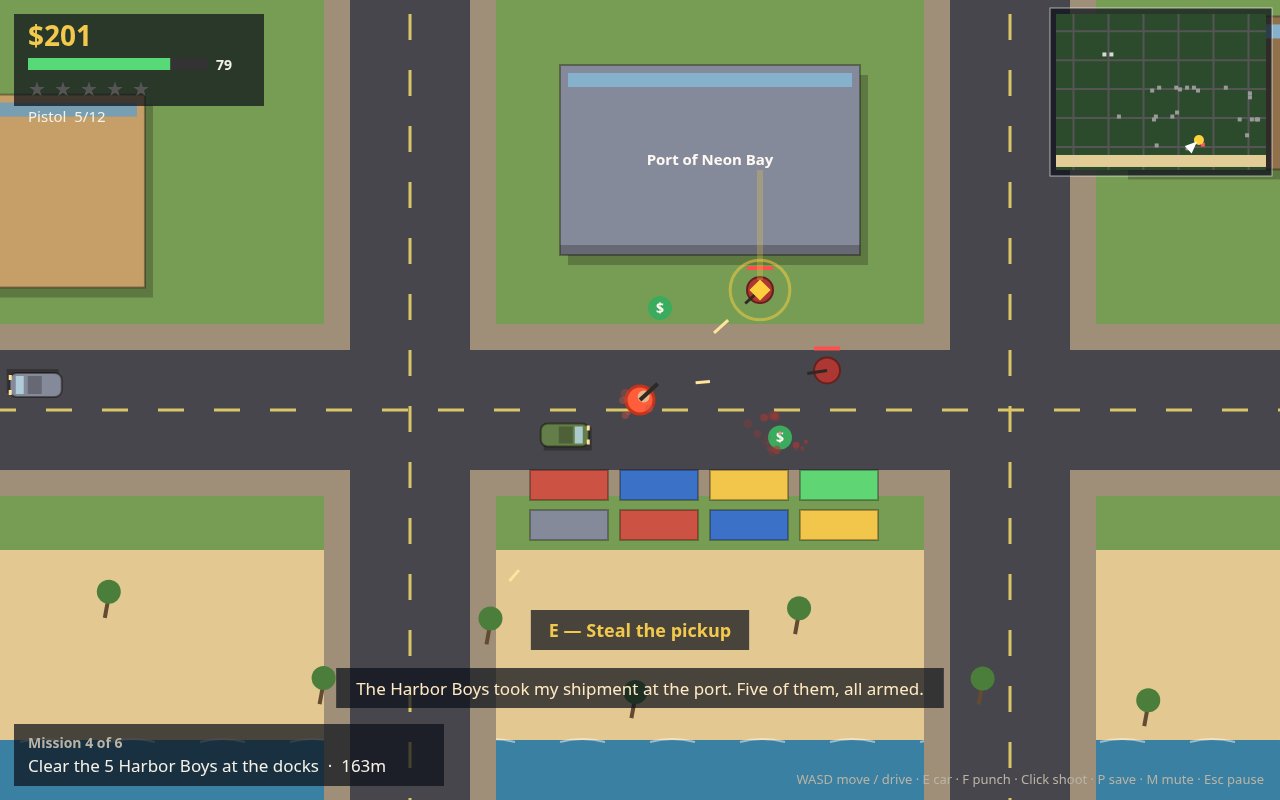 $201
79
Pistol 5/12
Port of Neon Bay
$
$
E — Steal the pickup
The Harbor Boys took my shipment at the port. Five of them, all armed.
Mission 4 of 6
Clear the 5 Harbor Boys at the docks · 163m
WASD move / drive · E car · F punch · Click shoot · P save · M mute · Esc pause